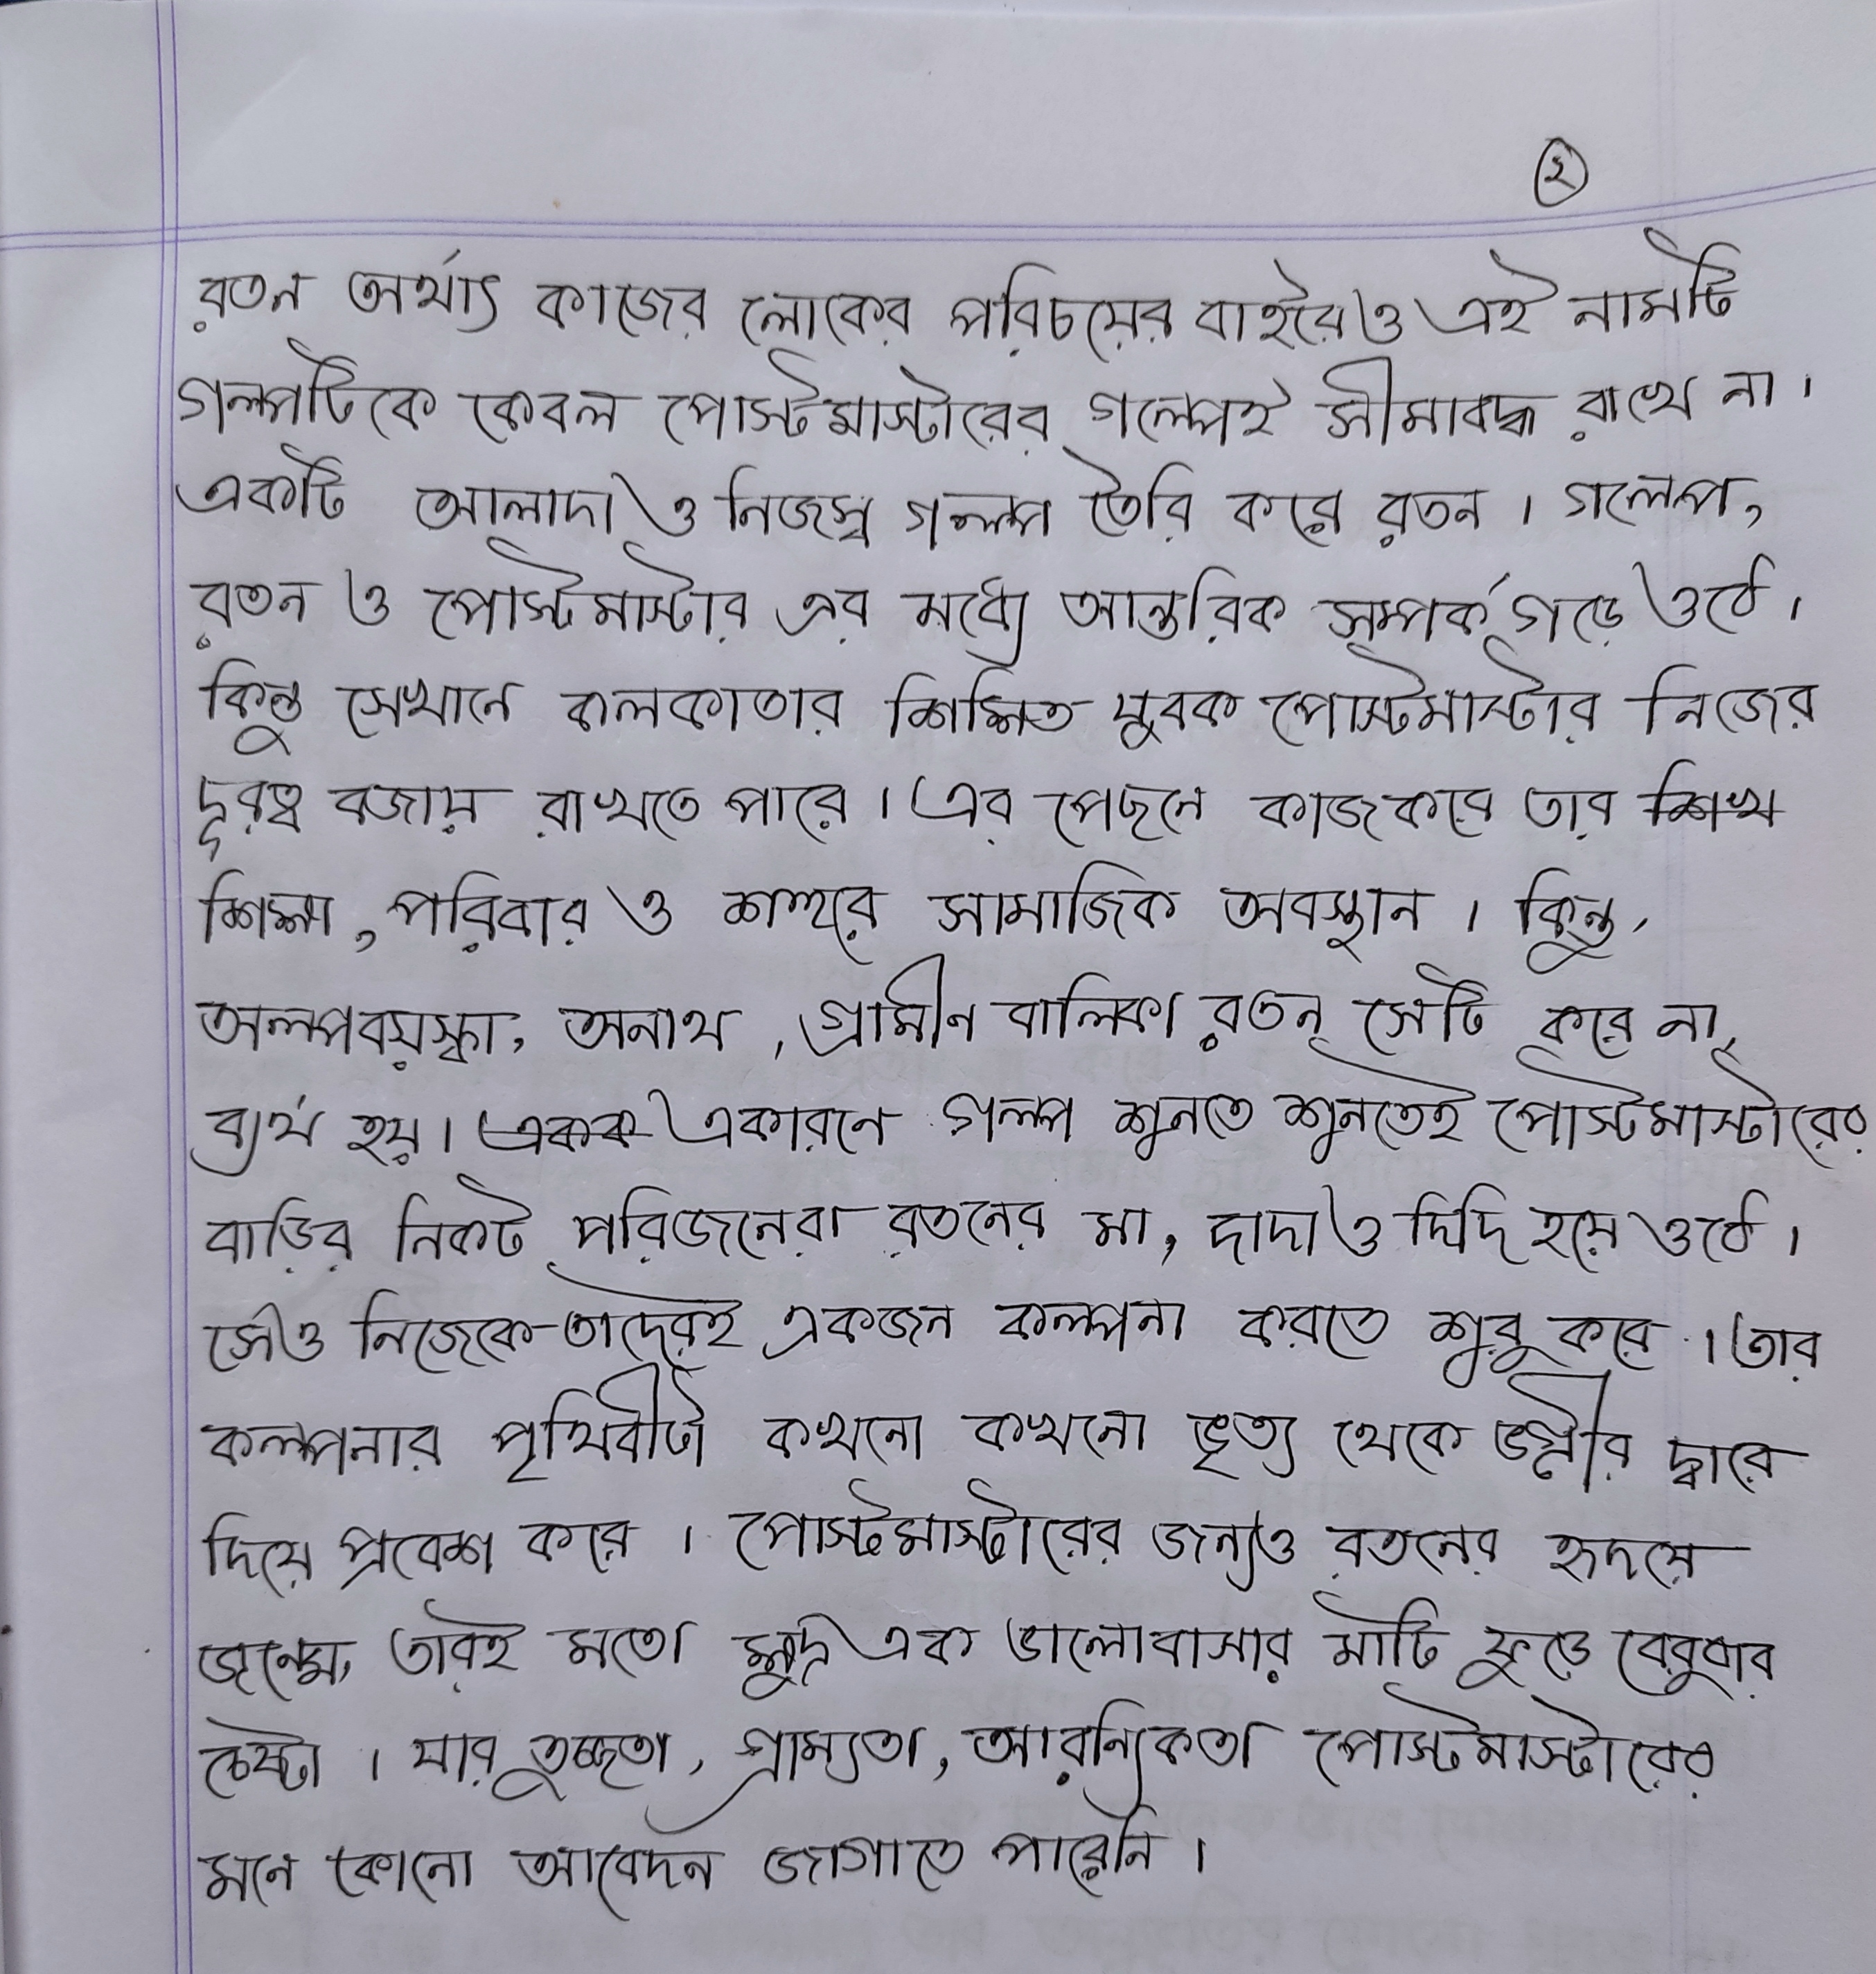 ২
রতন অর্থাৎ কাজের লোকের পরিচয়ের বাইরেও এই নামটি
গল্পটিকে কেবল পোস্টমাস্টারের গল্পেই সীমাবদ্ধ রাখে না।
একটি আলাদা ও নিজস্ব গল্প তৈরি করে রতন। গল্পে,
রতন ও পোস্টমাস্টার এর মধ্যে আন্তরিক সম্পর্ক গড়ে ওঠে।
কিন্তু সেখানে কলকাতার শিক্ষিত যুবক পোস্টমাস্টার নিজের
দূরত্ব বজায় রাখতে পারে। এর পেছনে কাজ করে তার শিখ
শিক্ষা, পরিবার ও শহুরে সামাজিক অবস্থান। কিন্তু,
অল্পবয়স্কা, অনাথ, গ্রামীন বালিকা রতন সেটি করে না,
ব্যর্থ হয়। একক একারনে গল্প শুনতে শুনতেই পোস্টমাস্টারের
বাড়ির নিকট পরিজনেরা রতনের মা, দাদা ও দিদি হয়ে ওঠে।
সেও নিজেকে তাদেরই একজন কল্পনা করতে শুরু করে। তার
কল্পনার পৃথিবীটা কখনো কখনো ভৃত্য থেকে ভগ্নীর দ্বারে
দিয়ে প্রবেশ করে। পোস্টমাস্টারের জন্যও রতনের হৃদয়ে
জন্মে, তারই মতো ক্ষুদ্র এক ভালোবাসার মাটি ফুড়ে বেরুবার
চেষ্টা। যার তুচ্ছতা, গ্রাম্যতা, আরন্যিকতা পোস্টমাস্টারের
মনে কোনো আবেদন জাগাতে পারেনি।